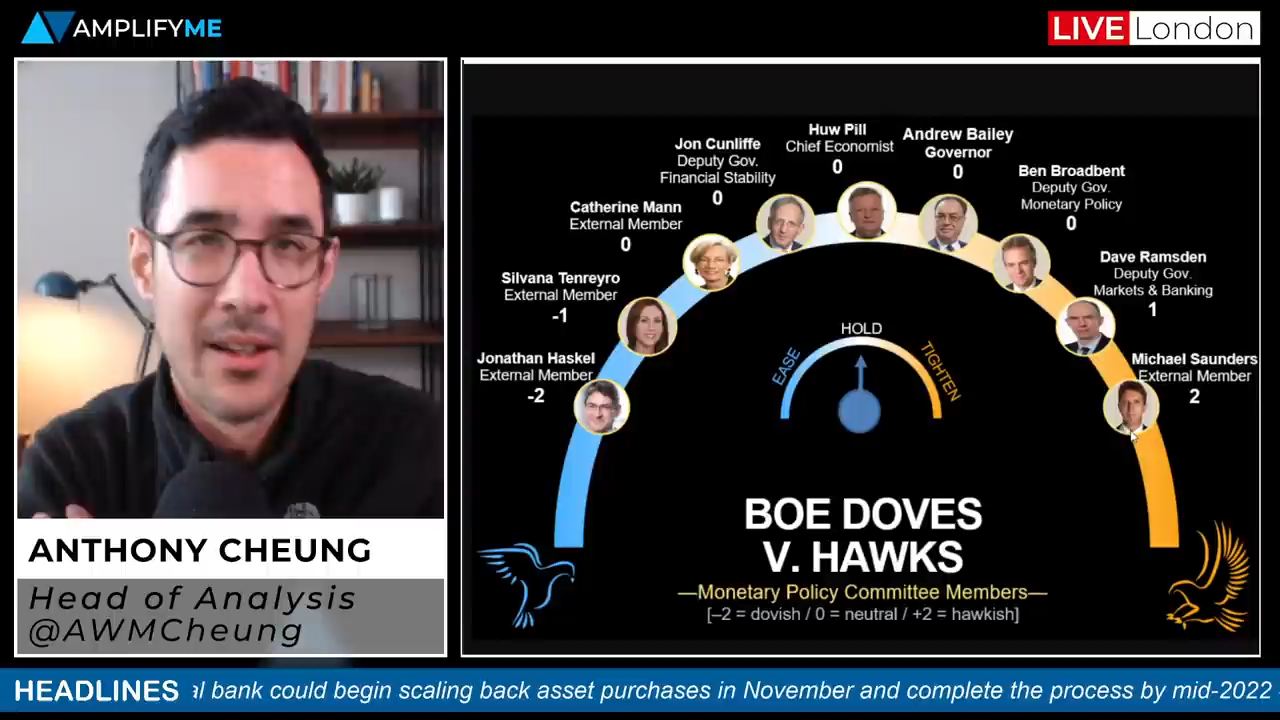 AMPLIFYME
LIVE London
Jonathan Haskel
External Member
-2
Silvana Tenreyro
External Member
-1
Catherine Mann
External Member
0
Jon Cunliffe
Deputy Gov.
Financial Stability
0
Huw Pill
Chief Economist
0
Andrew Bailey
Governor
0
Ben Broadbent
Deputy Gov.
Monetary Policy
0
Dave Ramsden
Deputy Gov.
Markets & Banking
1
Michael Saunders
External Member
2
EASE
HOLD
TIGHTEN
BOE DOVES
V. HAWKS
—Monetary Policy Committee Members—
[–2 = dovish / 0 = neutral / +2 = hawkish]
ANTHONY CHEUNG
Head of Analysis
@AWMCheung
HEADLINES al bank could begin scaling back asset purchases in November and complete the process by mid-2022